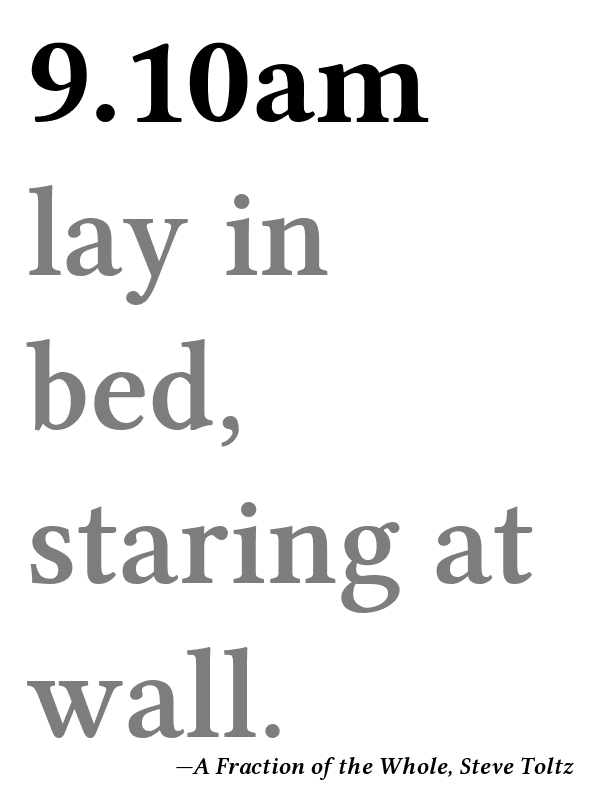 9.10am
lay in
bed,
staring at
wall.
—A Fraction of the Whole, Steve Toltz